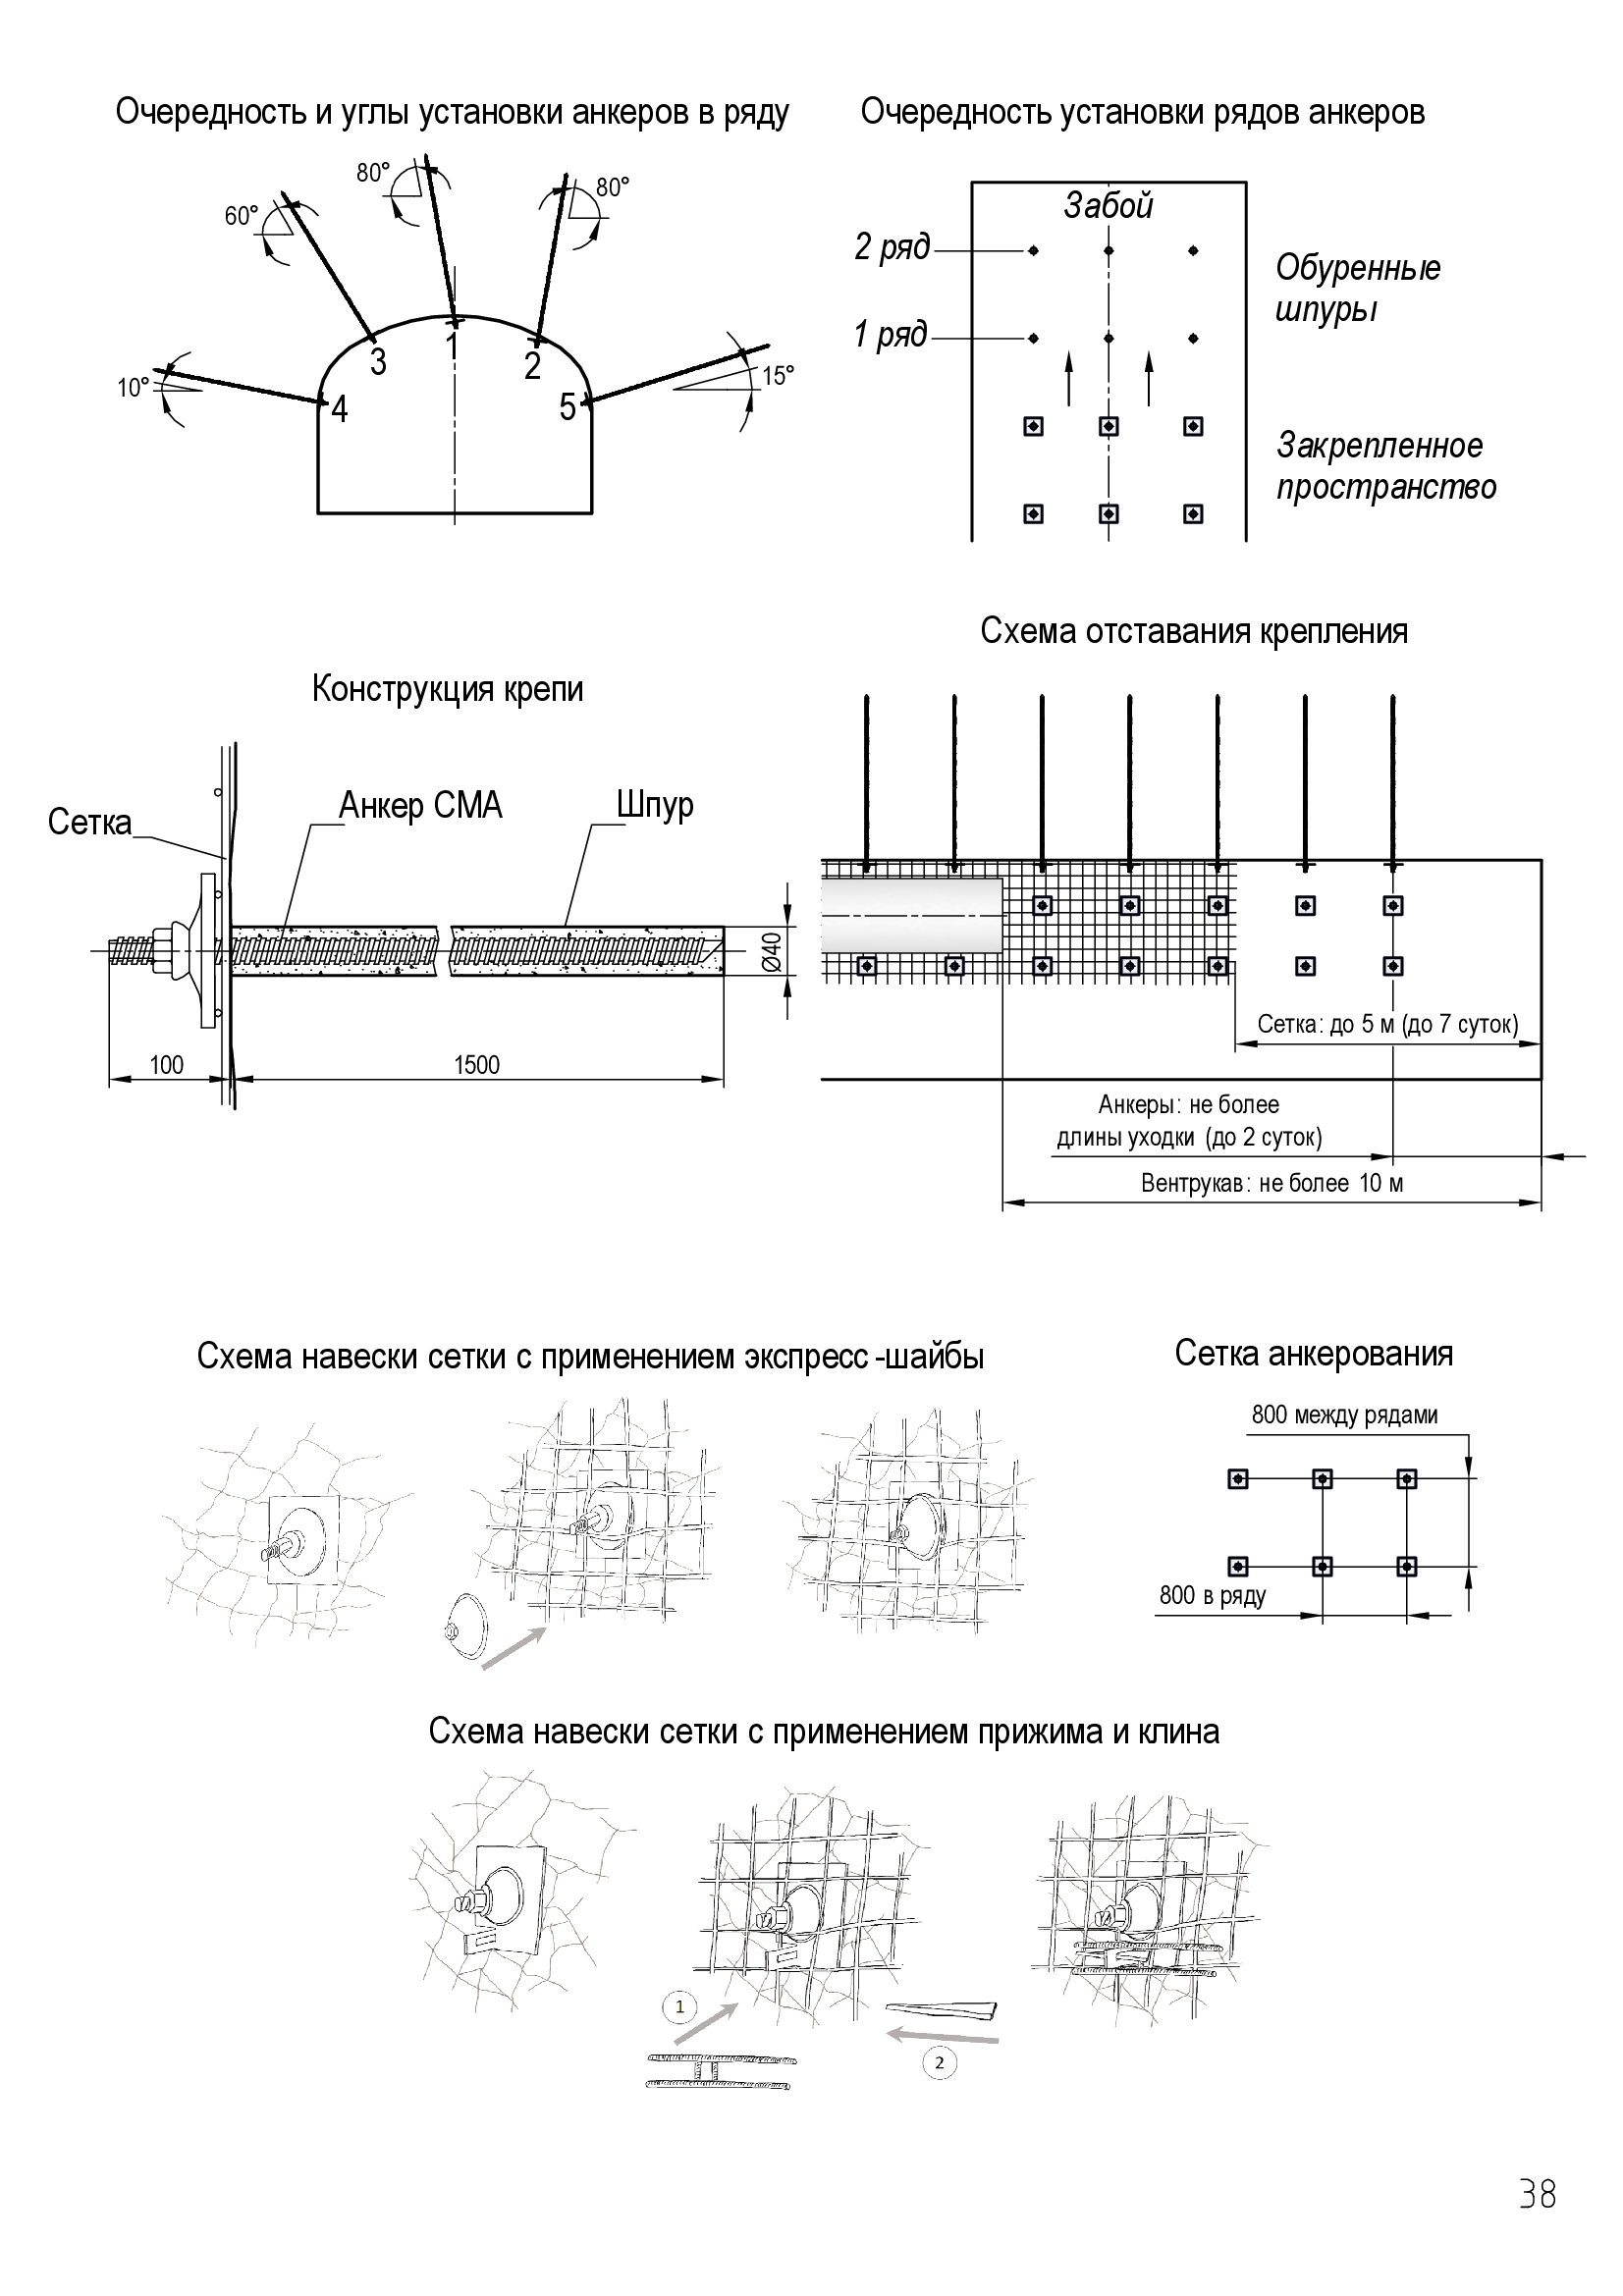 Очередность и углы установки анкеров в ряду
80°
80°
60°
10°
15°
1
2
3
4
5
Очередность установки рядов анкеров
Забой
2 ряд
1 ряд
Обуренные
шпуры
Закрепленное
пространство
Конструкция крепи
Сетка
Анкер СМА
Шпур
Ø40
100
1500
Схема отставания крепления
Сетка: до 5 м (до 7 суток)
Анкеры: не более
длины уходки (до 2 суток)
Вентрукав: не более 10 м
Схема навески сетки с применением экспресс-шайбы
Сетка анкерования
800 между рядами
800 в ряду
Схема навески сетки с применением прижима и клина
1
2
38